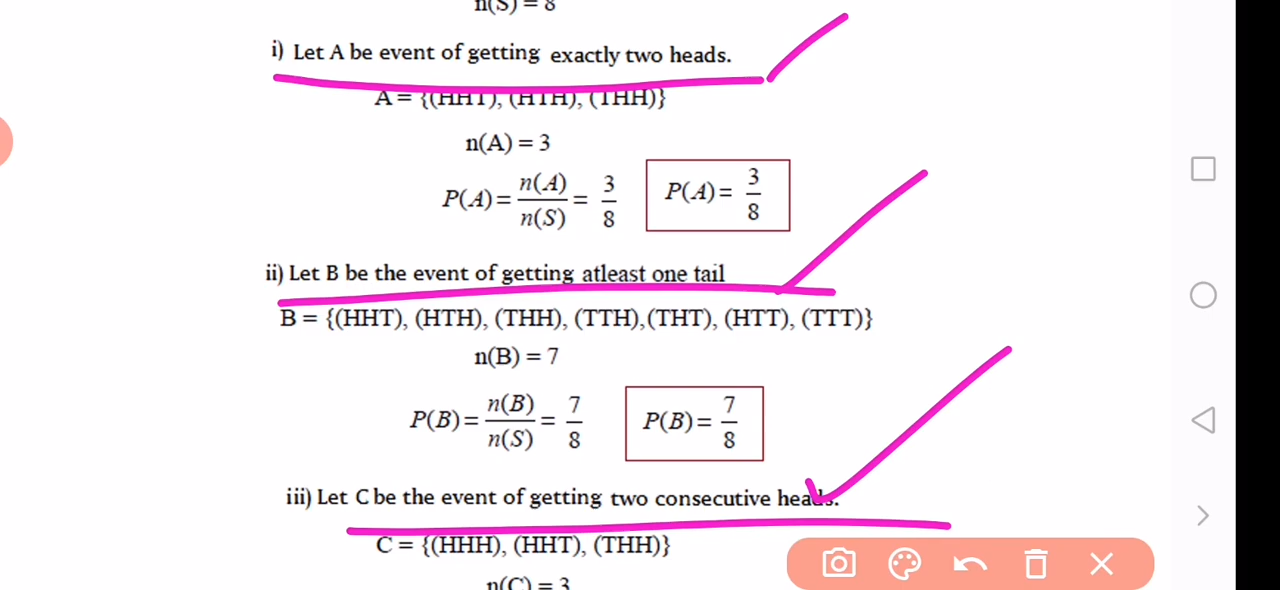 n(S) = 8
i) Let A be event of getting exactly two heads.
A = {(HHT), (HTH), (THH)}
n(A) = 3
P(A) = n(A)/n(S) = 3/8 P(A) = 3/8
ii) Let B be the event of getting atleast one tail
B = {(HHT), (HTH), (THH), (TTH),(THT), (HTT), (TTT)}
n(B) = 7
P(B) = n(B)/n(S) = 7/8 P(B) = 7/8
iii) Let C be the event of getting two consecutive heads.
C = {(HHH), (HHT), (THH)}
n(C) = 3